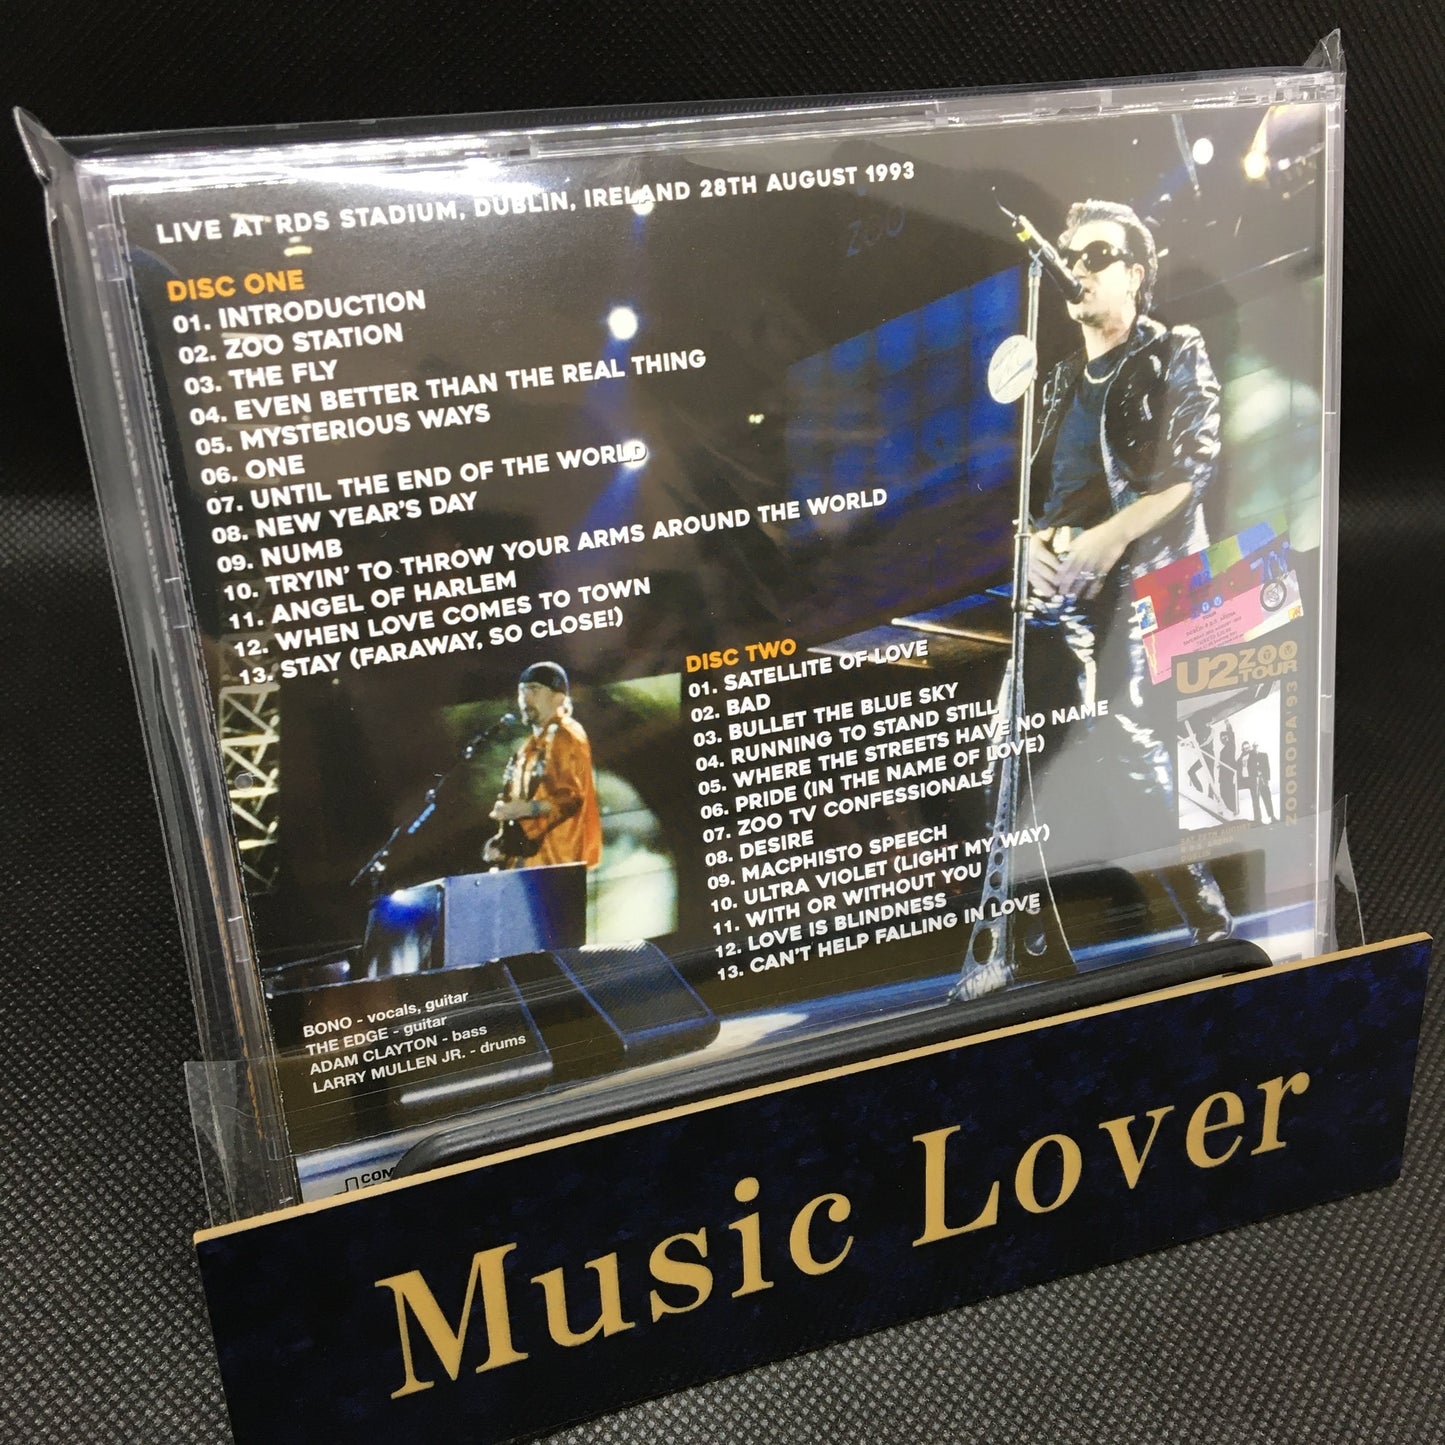 LIVE AT RDS STADIUM, DUBLIN, IRELAND 28TH AUGUST 1993
DISC ONE
01. INTRODUCTION
02. ZOO STATION
03. THE FLY
04. EVEN BETTER THAN THE REAL THING
05. MYSTERIOUS WAYS
06. ONE
07. UNTIL THE END OF THE WORLD
08. NEW YEAR'S DAY
09. NUMB
10. TRYIN' TO THROW YOUR ARMS AROUND THE WORLD
11. ANGEL OF HARLEM
12. WHEN LOVE COMES TO TOWN
13. STAY (FARAWAY, SO CLOSE!)
DISC TWO
01. SATELLITE OF LOVE
02. BAD
03. BULLET THE BLUE SKY
04. RUNNING TO STAND STILL
05. WHERE THE STREETS HAVE NO NAME
06. PRIDE (IN THE NAME OF LOVE)
07. ZOO TV CONFESSIONALS
08. DESIRE
09. MACPHISTO SPEECH
10. ULTRA VIOLET (LIGHT MY WAY)
11. WITH OR WITHOUT YOU
12. LOVE IS BLINDNESS
13. CAN'T HELP FALLING IN LOVE
BONO - vocals, guitar
THE EDGE - guitar
ADAM CLAYTON - bass
LARRY MULLEN JR. - drums
ZOO
U2 ZOO
TOUR
ZOOROPA 93
COM
Music Lover